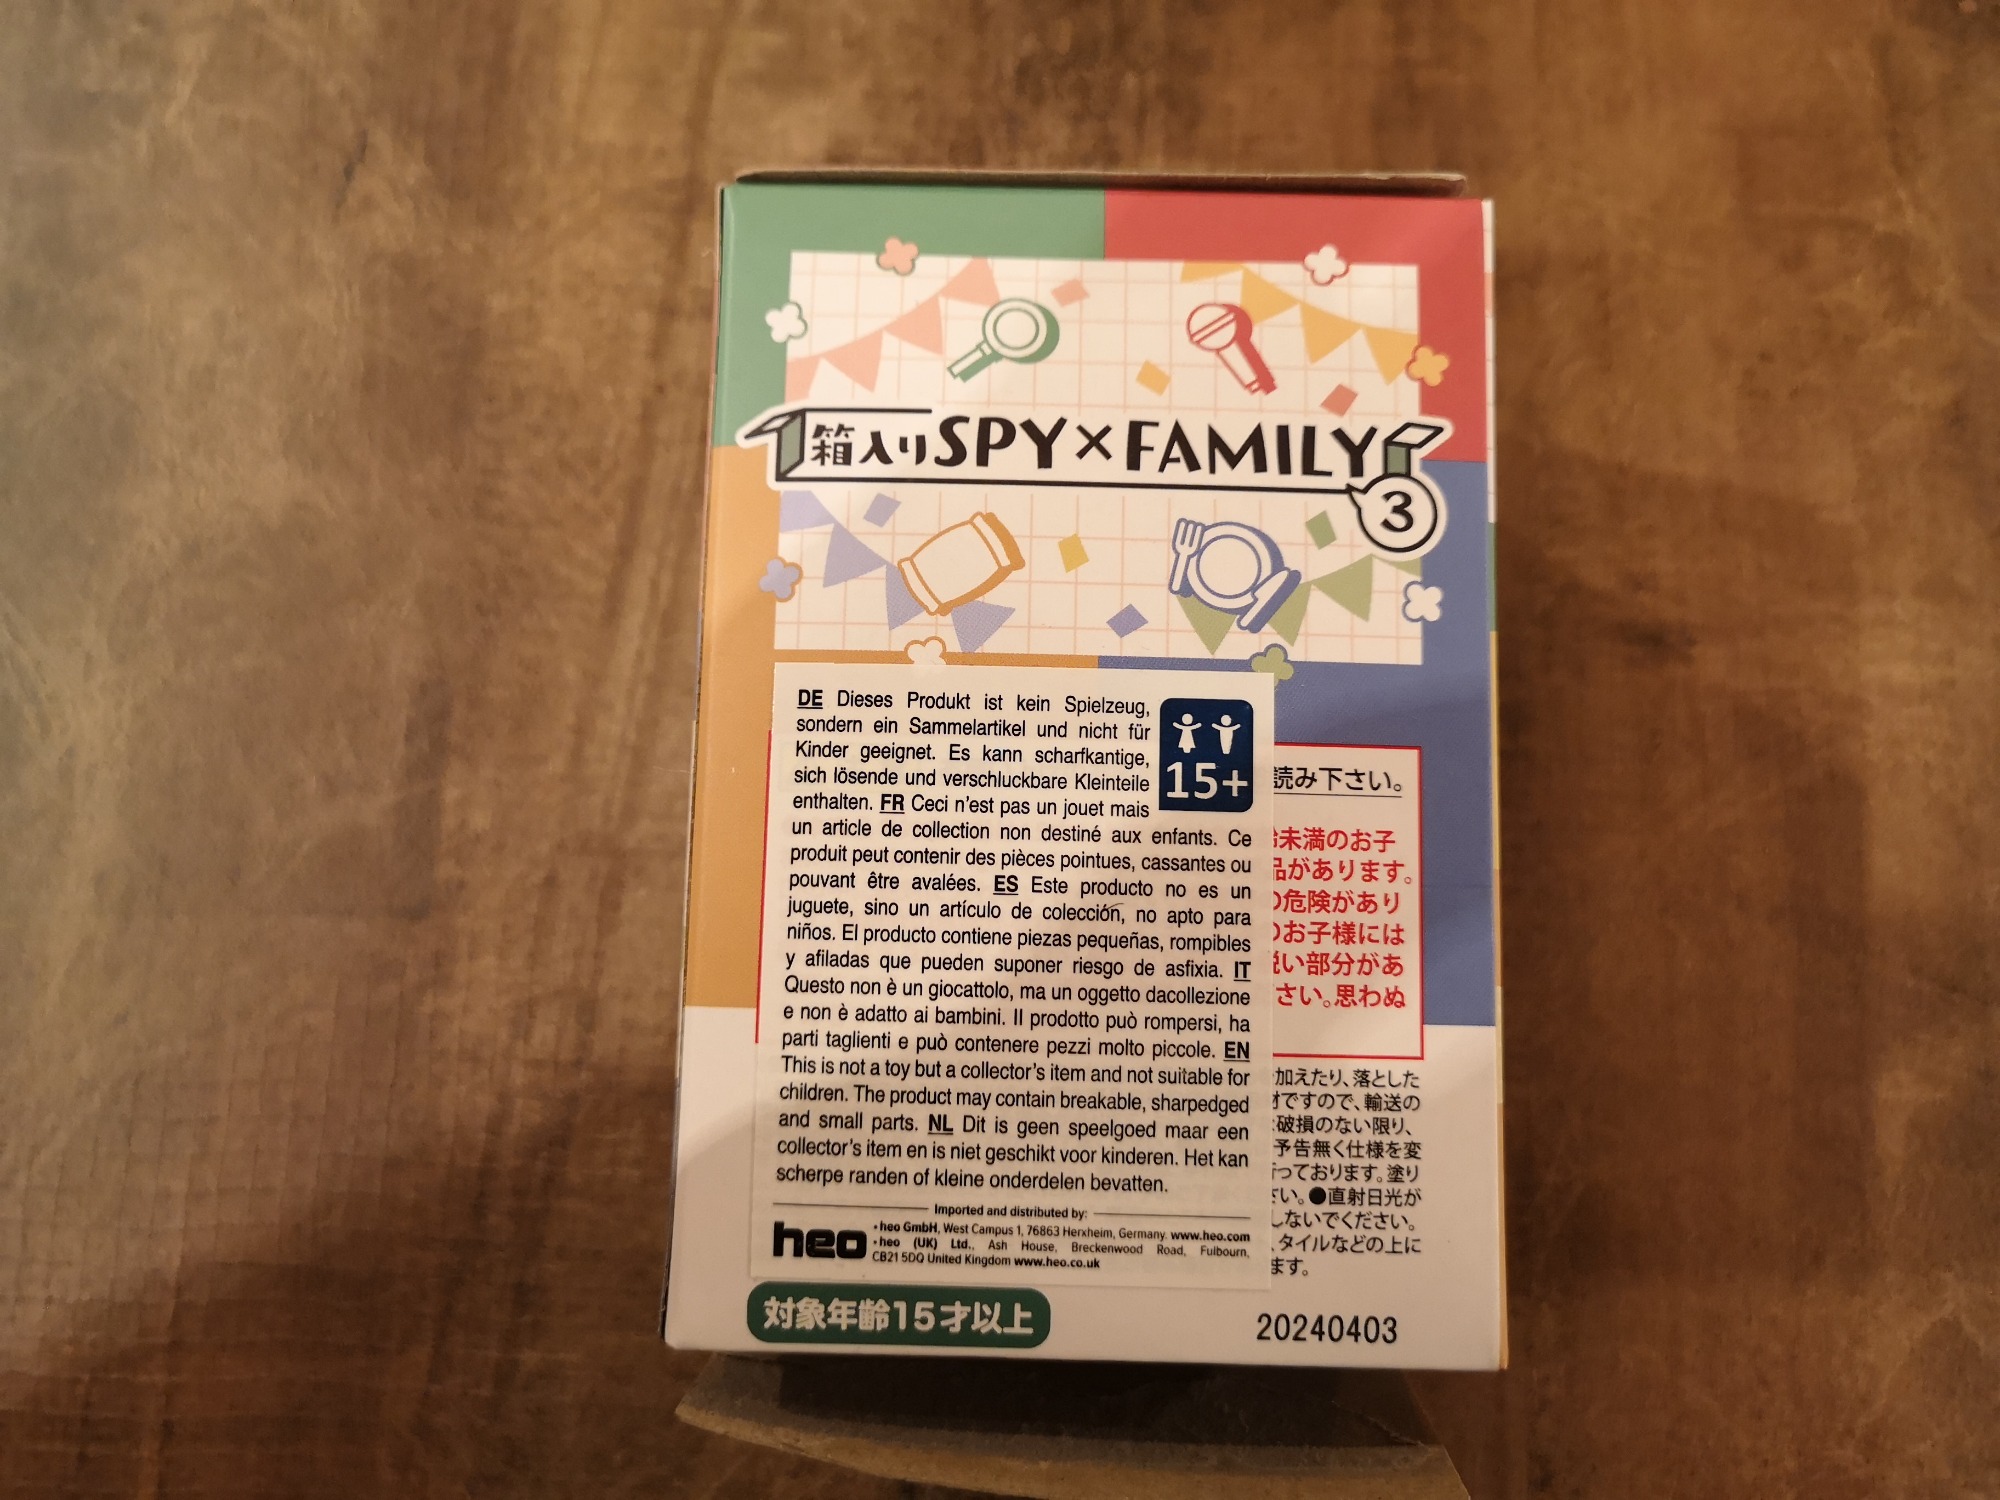 箱入りSPY×FAMILY
3
DE Dieses Produkt ist kein Spielzeug,
sondern ein Sammelartikel und nicht für
Kinder geeignet. Es kann scharfkantige,
sich lösende und verschluckbare Kleinteile
enthalten. FR Ceci n'est pas un jouet mais
un article de collection non destiné aux enfants. Ce
produit peut contenir des pièces pointues, cassantes ou
pouvant être avalées. ES Este producto no es un
juguete, sino un artículo de colección, no apto para
niños. El producto contiene piezas pequeñas, rompibles
y afiladas que pueden suponer riesgo de asfixia. IT
Questo non è un giocattolo, ma un oggetto dacollezione
e non è adatto ai bambini. Il prodotto può rompersi, ha
parti taglienti e può contenere pezzi molto piccole. EN
This is not a toy but a collector's item and not suitable for
children. The product may contain breakable, sharpedged
and small parts. NL Dit is geen speelgoed maar een
collector's item en is niet geschikt voor kinderen. Het kan
scherpe randen of kleine onderdelen bevatten.
15+
Imported and distributed by:
heo
• heo GmbH, West Campus 1, 76863 Herxheim, Germany. www.heo.com
• heo (UK) Ltd., Ash House, Breckenwood Road, Fulbourn,
CB21 5DQ United Kingdom www.heo.co.uk
読み下さい。
未満のお子
品があります。
の危険があり
のお子様には
鋭い部分があ
さい。思わぬ
加えたり、落とした
材ですので、輸送の
破損のない限り、
予告無く仕様を変
っております。塗り
さい。●直射日光が
しないでください。
、タイルなどの上に
ます。
対象年齢15才以上
20240403